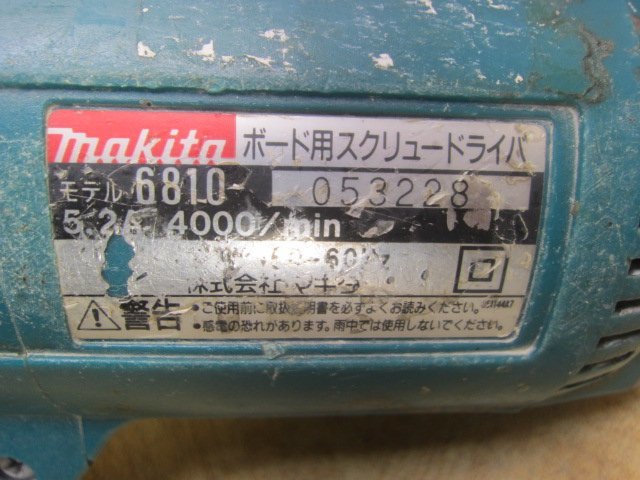 makita ボード用スクリュードライバ
モデル 6810 053228
5.2A 4000/min
50-60Hz
株式会社 マキタ
警告 ・ご使用前に取扱説明書を必ずよくお読みください。
・感電の恐れがあります。雨中では使用しないでください。